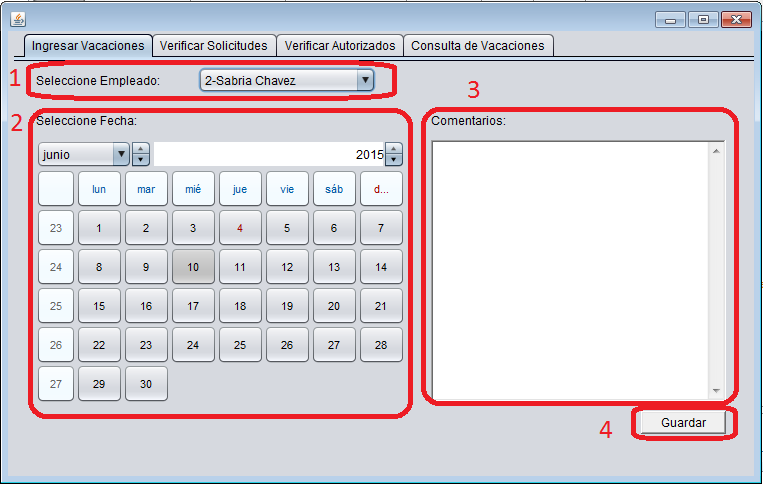 Ingresar Vacaciones Verificar Solicitudes Verificar Autorizados Consulta de Vacaciones
1 Seleccione Empleado: 2-Sabria Chavez
2 Seleccione Fecha:
junio 2015
lun mar mié jue vie sáb d...
23 1 2 3 4 5 6 7
24 8 9 10 11 12 13 14
25 15 16 17 18 19 20 21
26 22 23 24 25 26 27 28
27 29 30
3
Comentarios:
4 Guardar